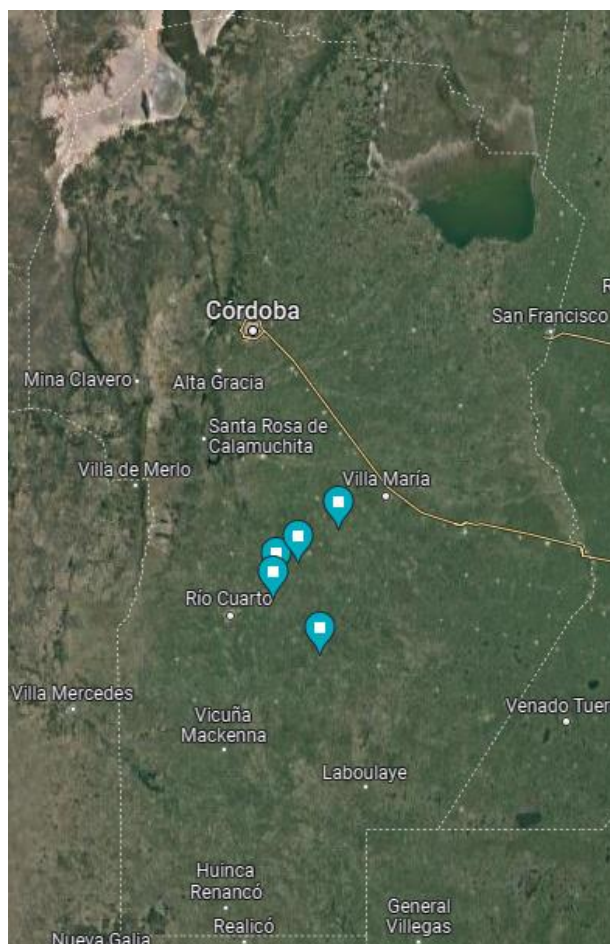 R
Córdoba
San Francisco
Mina Clavero
Alta Gracia
Santa Rosa de
Calamuchita
Villa de Merlo
Villa María
Río Cuarto
Villa Mercedes
Venado Tuer
Vicuña
Mackenna
Laboulaye
Huinca
Renancó
General
Villegas
Realicó
Nueva Galia